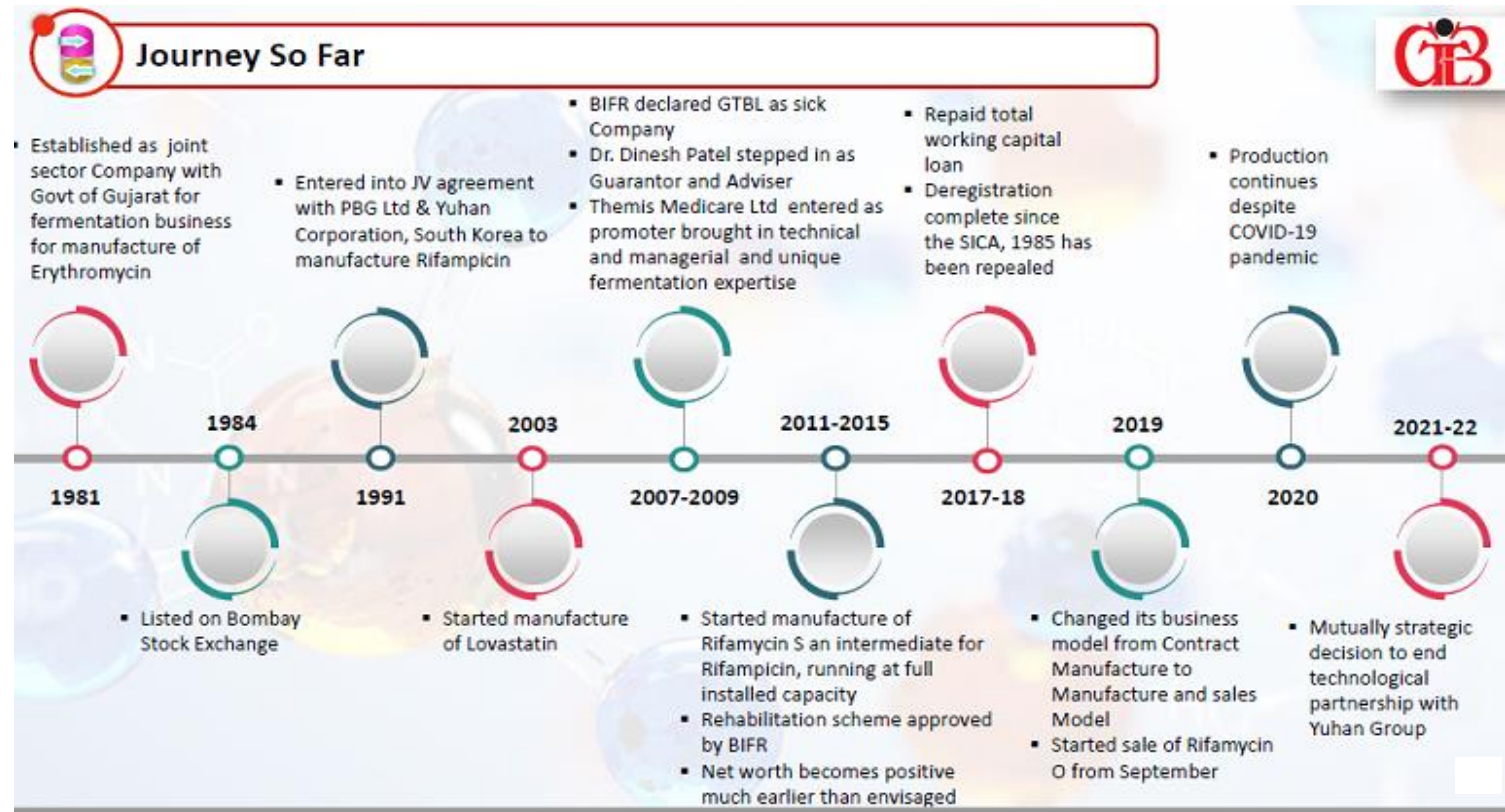 Journey So Far
GTB
▪ Established as joint
sector Company with
Govt of Gujarat for
fermentation business
for manufacture of
Erythromycin
1981
1984
▪ Listed on Bombay
Stock Exchange
▪ Entered into JV agreement
with PBG Ltd & Yuhan
Corporation, South Korea to
manufacture Rifampicin
1991
2003
▪ Started manufacture
of Lovastatin
▪ BIFR declared GTBL as sick
Company
▪ Dr. Dinesh Patel stepped in as
Guarantor and Adviser
▪ Themis Medicare Ltd entered as
promoter brought in technical
and managerial and unique
fermentation expertise
2007-2009
2011-2015
▪ Started manufacture of
Rifamycin S an intermediate for
Rifampicin, running at full
installed capacity
▪ Rehabilitation scheme approved
by BIFR
▪ Net worth becomes positive
much earlier than envisaged
▪ Repaid total
working capital
loan
▪ Deregistration
complete since
the SICA, 1985 has
been repealed
2017-18
2019
▪ Changed its business
model from Contract
Manufacture to
Manufacture and sales
Model
▪ Started sale of Rifamycin
O from September
▪ Production
continues
despite
COVID-19
pandemic
2020
2021-22
▪ Mutually strategic
decision to end
technological
partnership with
Yuhan Group